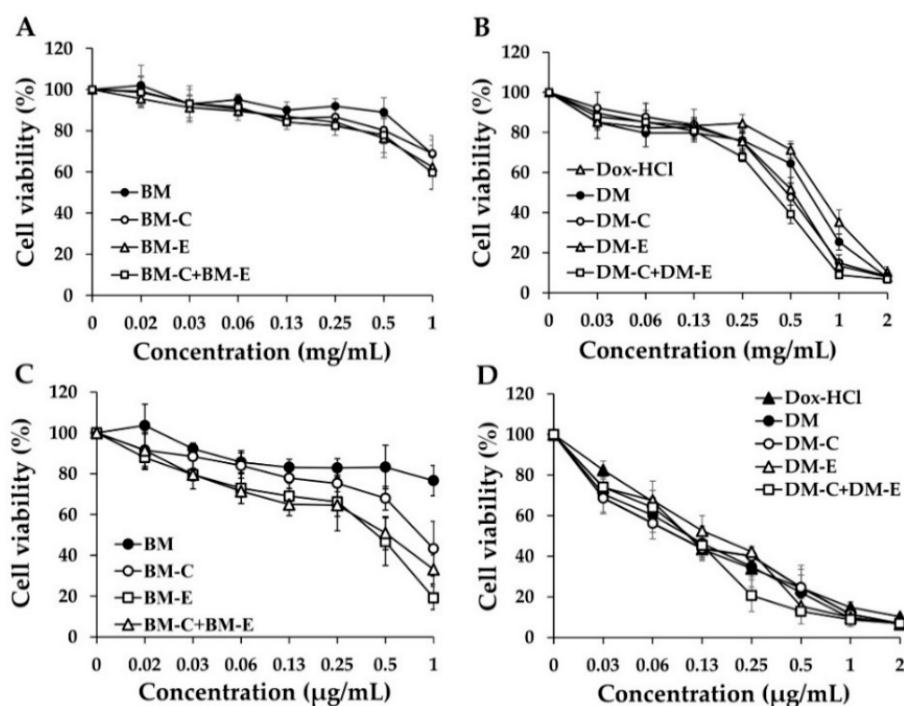 A
120
100
80
60
40
20
0
Cell viability (%)
BM
BM-C
BM-E
BM-C+BM-E
0 0.02 0.03 0.06 0.13 0.25 0.5 1
Concentration (mg/mL)
B
120
100
80
60
40
20
0
Cell viability (%)
Dox-HCl
DM
DM-C
DM-E
DM-C+DM-E
0 0.03 0.06 0.13 0.25 0.5 1 2
Concentration (mg/mL)
C
120
100
80
60
40
20
0
Cell viability (%)
BM
BM-C
BM-E
BM-C+BM-E
0 0.02 0.03 0.06 0.13 0.25 0.5 1
Concentration (µg/mL)
D
120
100
80
60
40
20
0
Cell viability (%)
Dox-HCl
DM
DM-C
DM-E
DM-C+DM-E
0 0.03 0.06 0.13 0.25 0.5 1 2
Concentration (µg/mL)